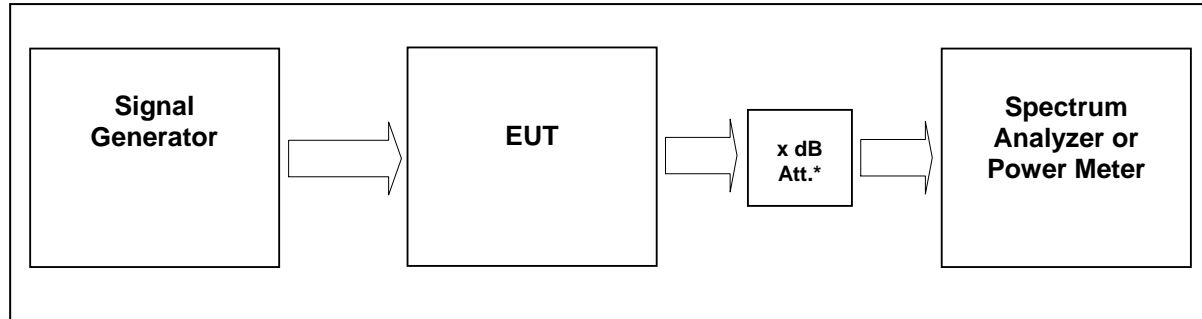 Signal
Generator
EUT
x dB
Att.*
Spectrum
Analyzer or
Power Meter